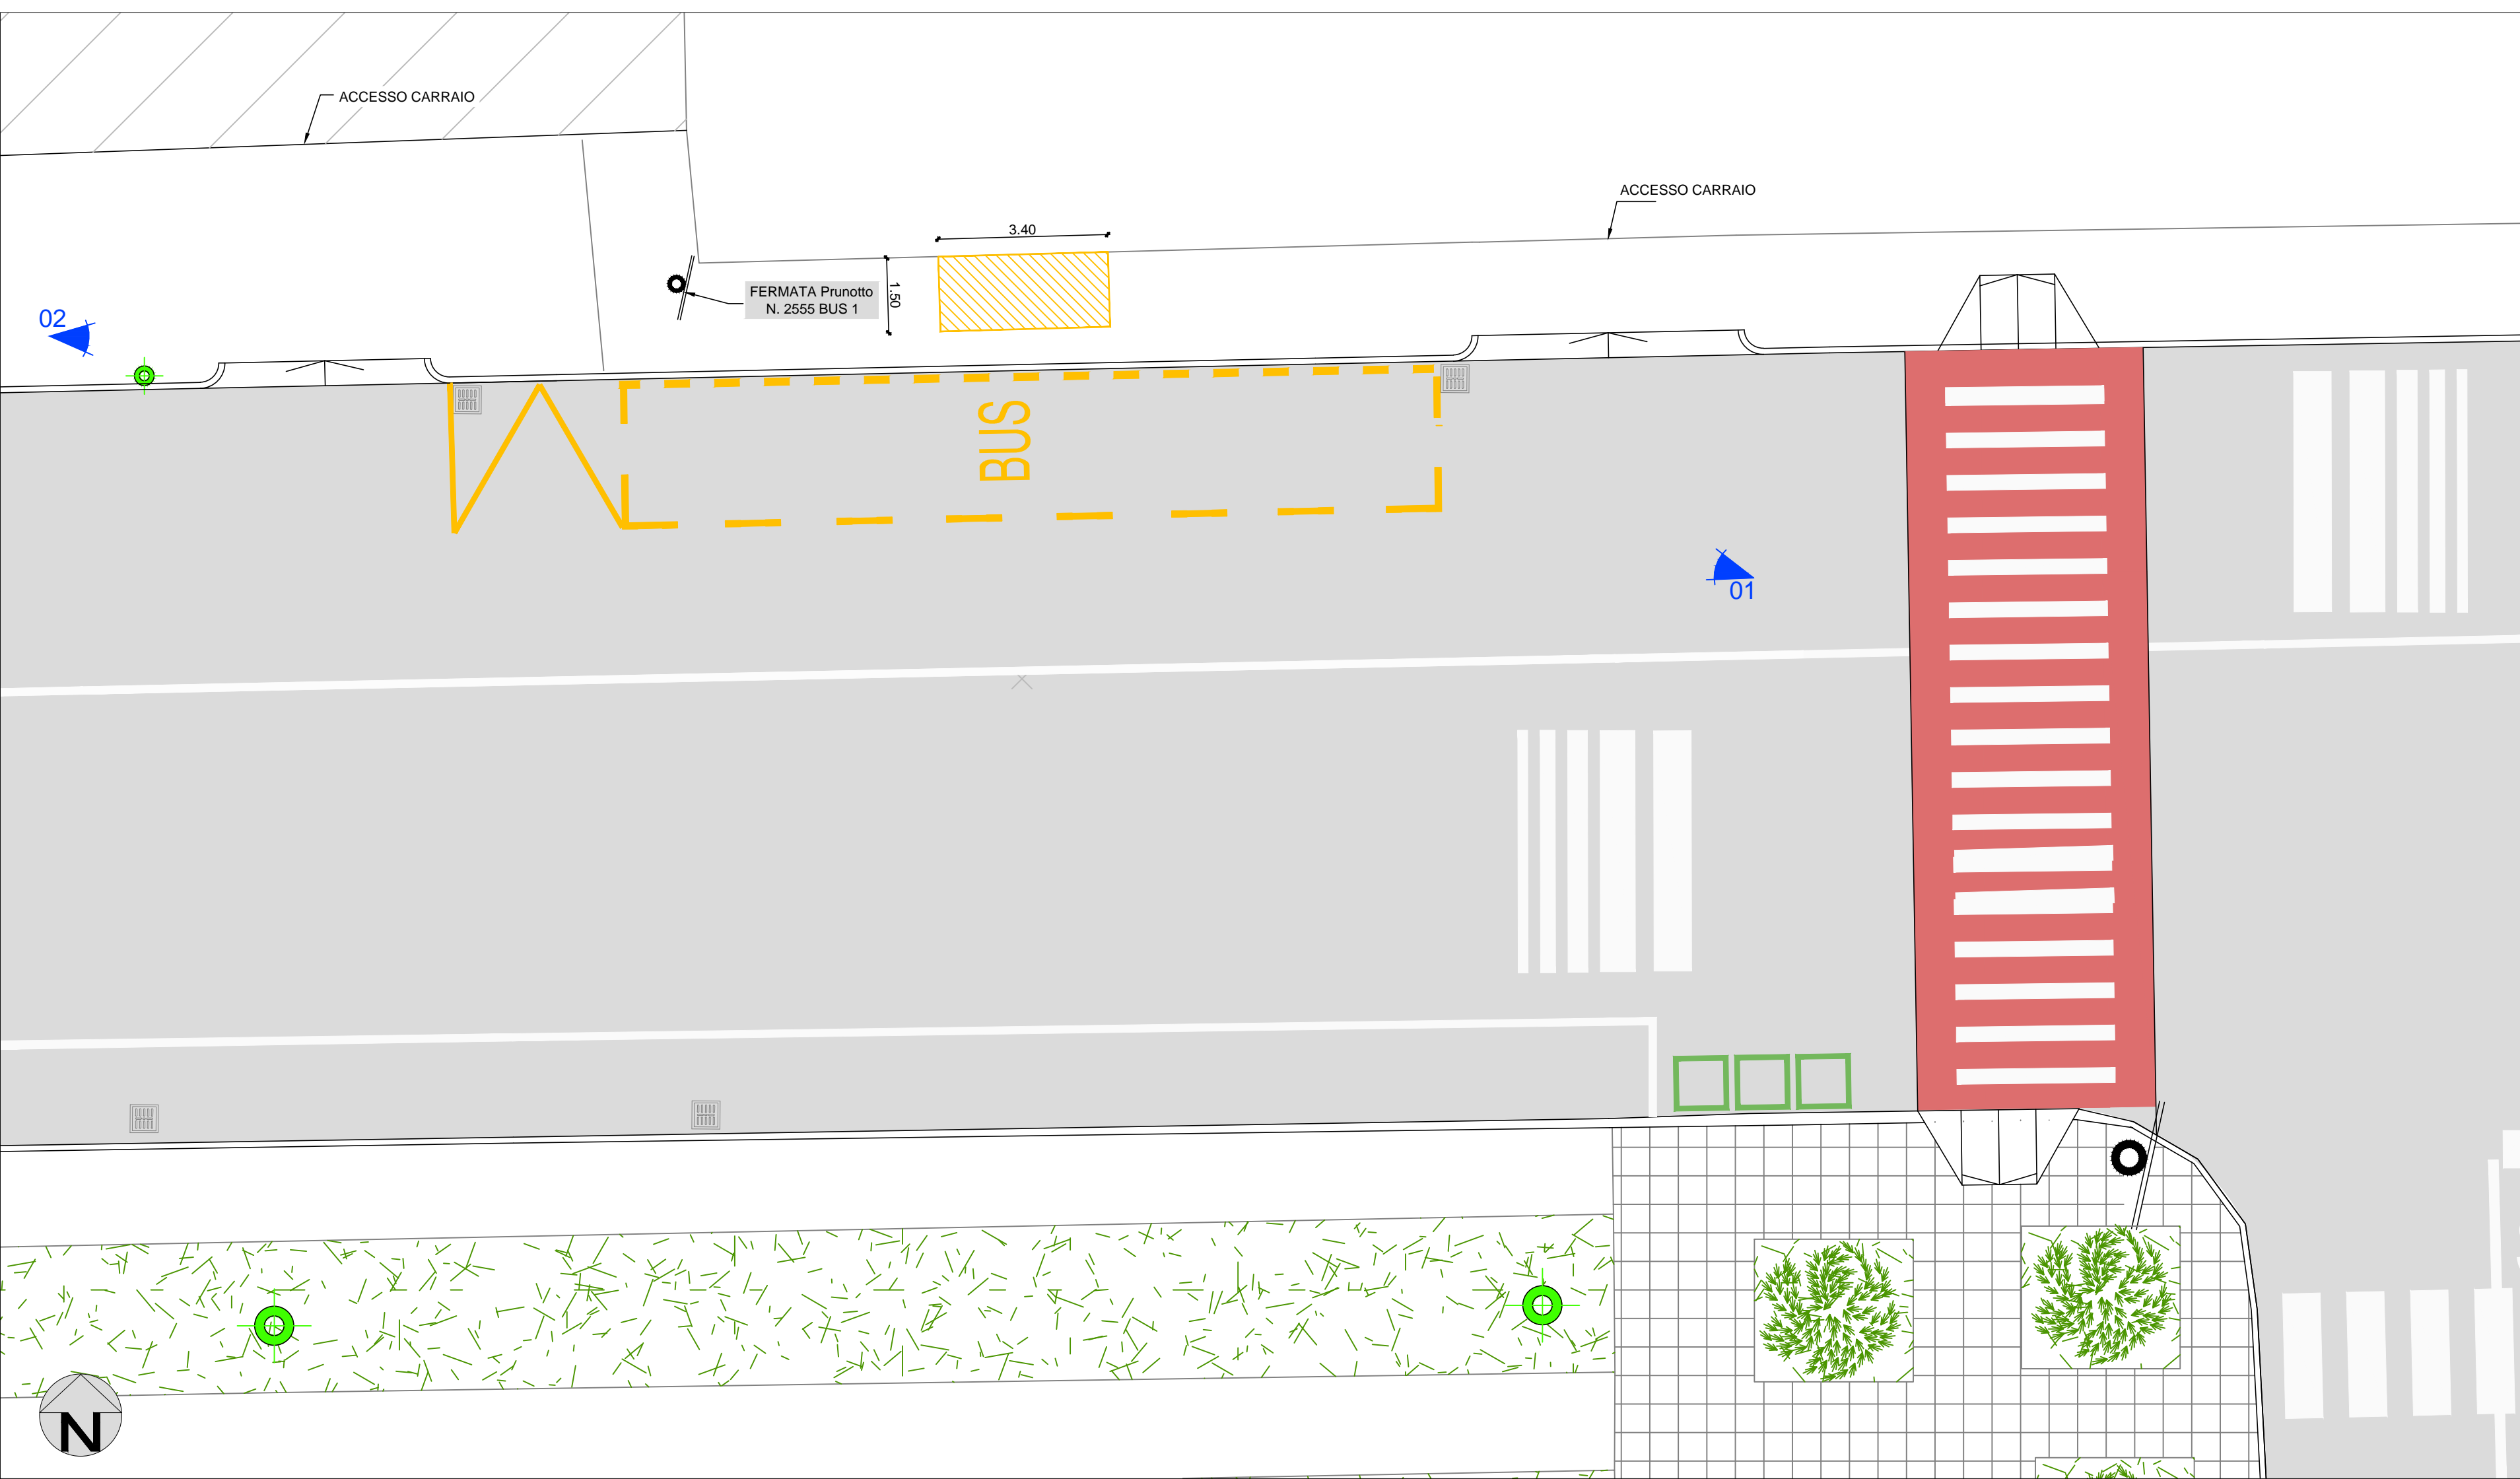 ACCESSO CARRAIO
ACCESSO CARRAIO
3.40
1.50
FERMATA Prunotto
N. 2555 BUS 1
02
BUS
01
N